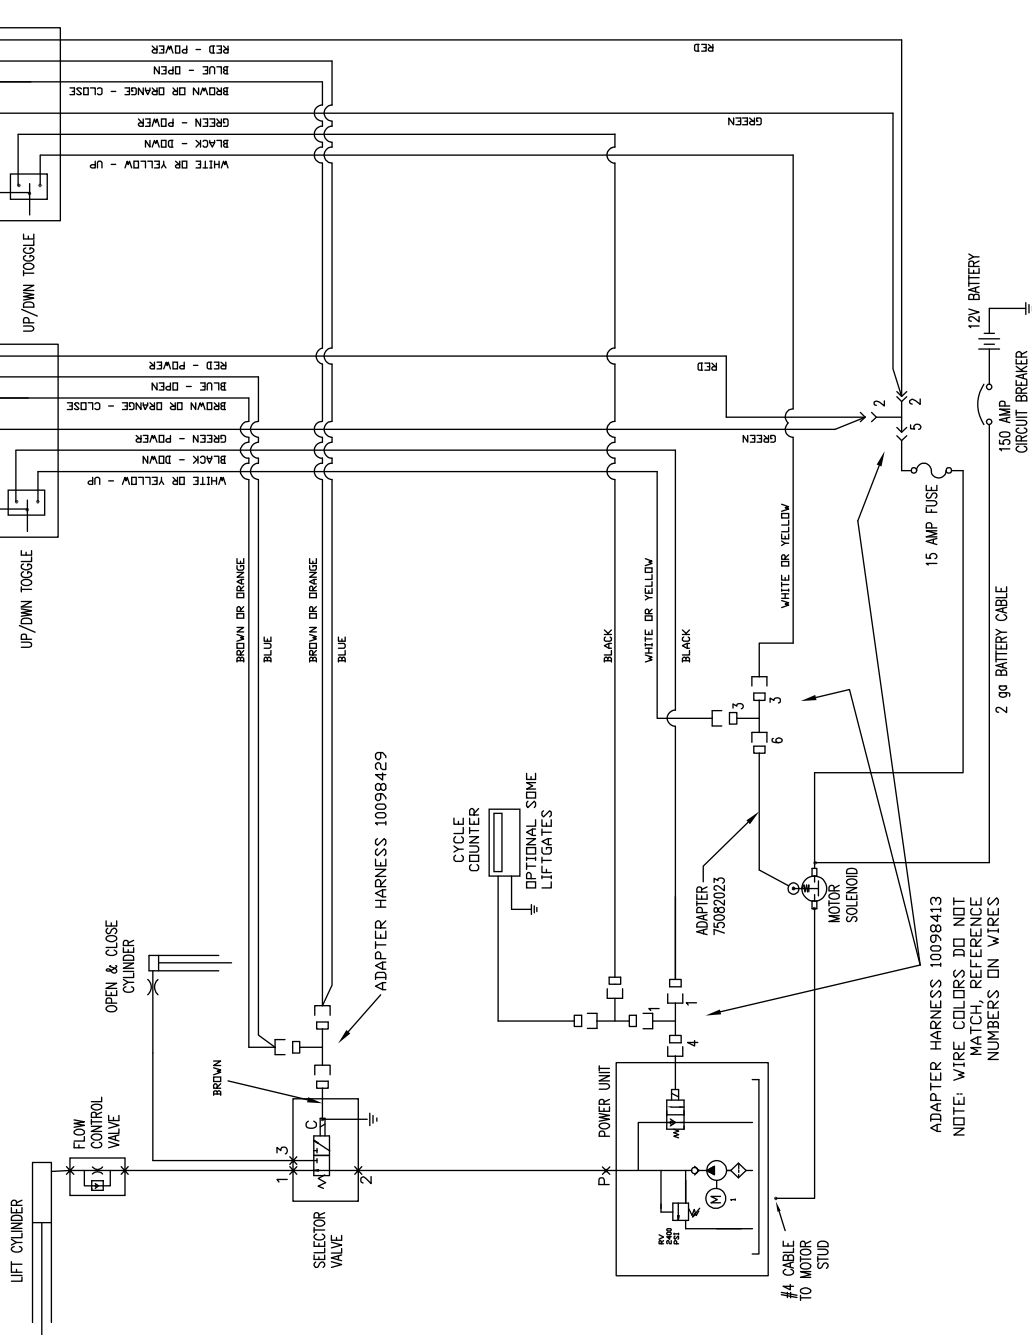 RED - POWER
BLUE - OPEN
BROWN OR ORANGE - CLOSE
GREEN - POWER
BLACK - DOWN
WHITE OR YELLOW - UP
RED
GREEN
UP/DWN TOGGLE
RED - POWER
BLUE - OPEN
BROWN OR ORANGE - CLOSE
GREEN - POWER
BLACK - DOWN
WHITE OR YELLOW - UP
RED
GREEN
UP/DWN TOGGLE
12V BATTERY
150 AMP
CIRCUIT BREAKER
2
2
5
15 AMP FUSE
2 ga BATTERY CABLE
BROWN OR ORANGE
BLUE
BROWN OR ORANGE
BLUE
BLACK
WHITE OR YELLOW
BLACK
WHITE OR YELLOW
3
3
6
ADAPTER
75082023
MOTOR
SOLENOID
CYCLE
COUNTER
OPTIONAL SOME
LIFTGATES
ADAPTER HARNESS 10098429
OPEN & CLOSE
CYLINDER
BROWN
FLOW
CONTROL
VALVE
LIFT CYLINDER
SELECTOR
VALVE
C
1
3
2
1
1
4
POWER UNIT
P
M
1
RV
2400
PSI
#4 CABLE
TO MOTOR
STUD
ADAPTER HARNESS 10098413
NOTE: WIRE COLORS DO NOT
MATCH, REFERENCE
NUMBERS ON WIRES